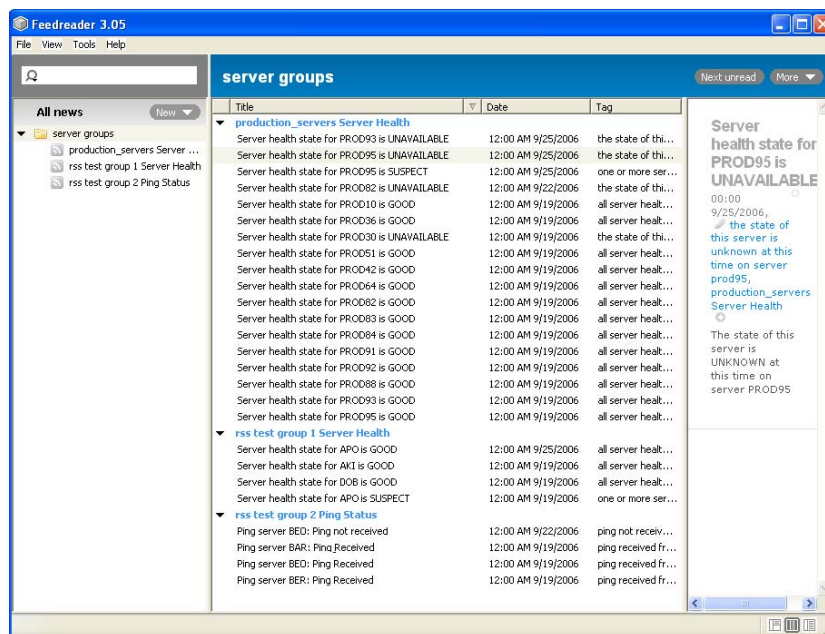 Feedreader 3.05
File View Tools Help
server groups
Next unread More
All news New
server groups
production_servers Server ...
rss test group 1 Server Health
rss test group 2 Ping Status
Title Date Tag
production_servers Server Health
Server health state for PROD93 is UNAVAILABLE 12:00 AM 9/25/2006 the state of thi...
Server health state for PROD95 is UNAVAILABLE 12:00 AM 9/25/2006 the state of thi...
Server health state for PROD95 is SUSPECT 12:00 AM 9/25/2006 one or more ser...
Server health state for PROD82 is UNAVAILABLE 12:00 AM 9/22/2006 the state of thi...
Server health state for PROD10 is GOOD 12:00 AM 9/19/2006 all server healt...
Server health state for PROD36 is GOOD 12:00 AM 9/19/2006 all server healt...
Server health state for PROD30 is UNAVAILABLE 12:00 AM 9/19/2006 the state of thi...
Server health state for PROD51 is GOOD 12:00 AM 9/19/2006 all server healt...
Server health state for PROD42 is GOOD 12:00 AM 9/19/2006 all server healt...
Server health state for PROD64 is GOOD 12:00 AM 9/19/2006 all server healt...
Server health state for PROD82 is GOOD 12:00 AM 9/19/2006 all server healt...
Server health state for PROD83 is GOOD 12:00 AM 9/19/2006 all server healt...
Server health state for PROD84 is GOOD 12:00 AM 9/19/2006 all server healt...
Server health state for PROD91 is GOOD 12:00 AM 9/19/2006 all server healt...
Server health state for PROD92 is GOOD 12:00 AM 9/19/2006 all server healt...
Server health state for PROD88 is GOOD 12:00 AM 9/19/2006 all server healt...
Server health state for PROD93 is GOOD 12:00 AM 9/19/2006 all server healt...
Server health state for PROD95 is GOOD 12:00 AM 9/19/2006 all server healt...
rss test group 1 Server Health
Server health state for APO is GOOD 12:00 AM 9/25/2006 all server healt...
Server health state for AKI is GOOD 12:00 AM 9/19/2006 all server healt...
Server health state for DOB is GOOD 12:00 AM 9/19/2006 all server healt...
Server health state for APO is SUSPECT 12:00 AM 9/19/2006 one or more ser...
rss test group 2 Ping Status
Ping server BEO: Ping not received 12:00 AM 9/22/2006 ping not receiv...
Ping server BAR: Ping Received 12:00 AM 9/19/2006 ping received fr...
Ping server BEO: Ping Received 12:00 AM 9/19/2006 ping received fr...
Ping server BER: Ping Received 12:00 AM 9/19/2006 ping received fr...
Server
health state for
PROD95 is
UNAVAILABLE
00:00
9/25/2006,
the state of
this server is
unknown at this
time on server
prod95,
production_servers
Server Health
The state of this
server is
UNKNOWN at
this time on
server PROD95